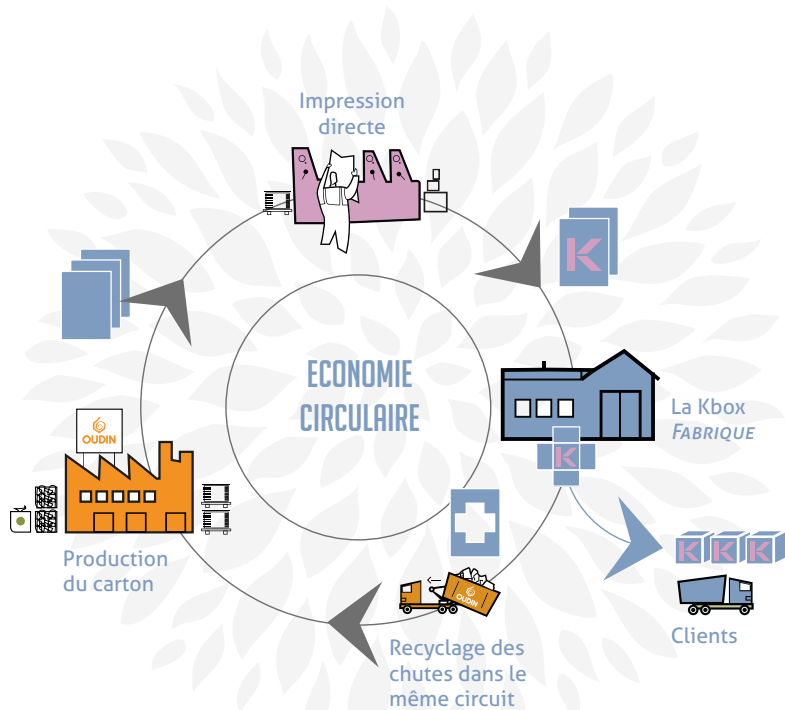 Impression
directe
K
ECONOMIE
CIRCULAIRE
La Kbox
FABRIQUE
K
OUDIN
K K K
Production
du carton
OUDIN
Clients
Recyclage des
chutes dans le
même circuit